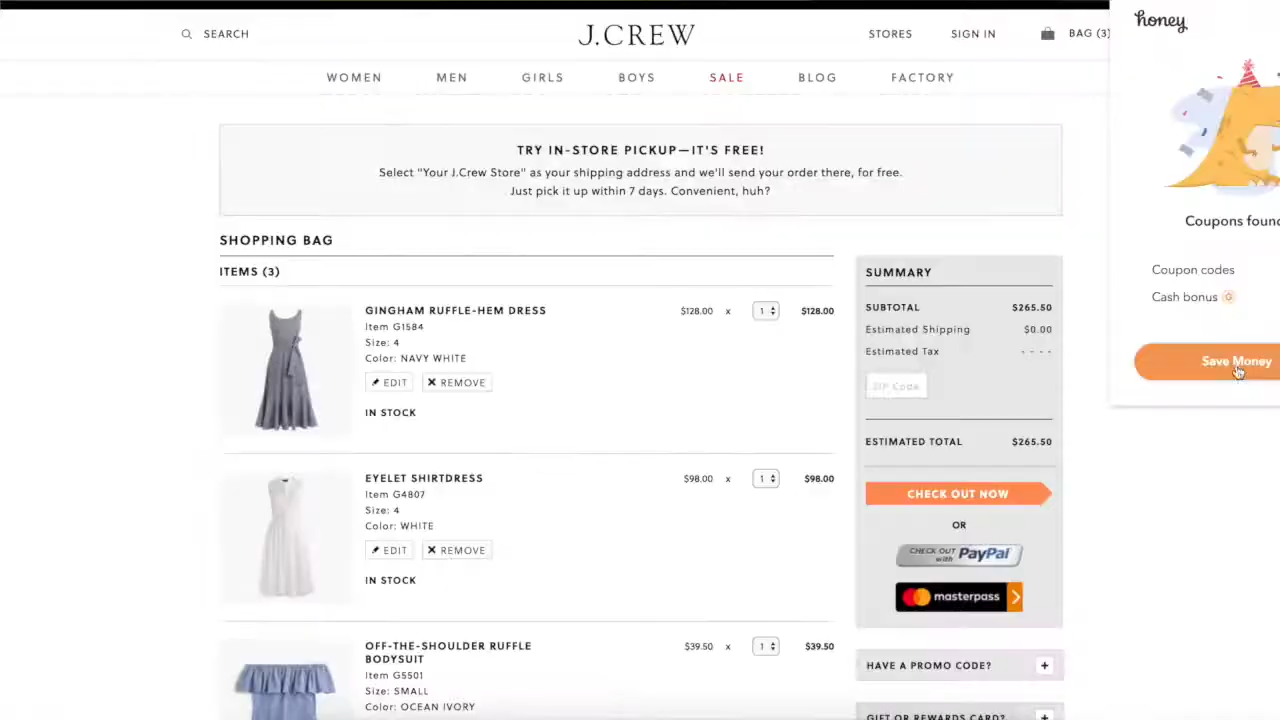 SEARCH
J.CREW
STORES
SIGN IN
BAG (3)
honey
WOMEN
MEN
GIRLS
BOYS
SALE
BLOG
FACTORY
TRY IN-STORE PICKUP—IT'S FREE!
Select "Your J.Crew Store" as your shipping address and we'll send your order there, for free.
Just pick it up within 7 days. Convenient, huh?
Coupons found
Coupon codes
Cash bonus G
Save Money
SHOPPING BAG
ITEMS (3)
GINGHAM RUFFLE-HEM DRESS $128.00 x 1 $128.00
Item G1584
Size: 4
Color: NAVY WHITE
EDIT REMOVE
IN STOCK
EYELET SHIRTDRESS $98.00 x 1 $98.00
Item G4807
Size: 4
Color: WHITE
EDIT REMOVE
IN STOCK
OFF-THE-SHOULDER RUFFLE $39.50 x 1 $39.50
BODYSUIT
Item G5501
Size: SMALL
Color: OCEAN IVORY
SUMMARY
SUBTOTAL $265.50
Estimated Shipping $0.00
Estimated Tax - - - -
ZIP Code
ESTIMATED TOTAL $265.50
CHECK OUT NOW
OR
CHECK OUT
with PayPal
masterpass
HAVE A PROMO CODE? +
GIFT OR REWARDS CARD? +